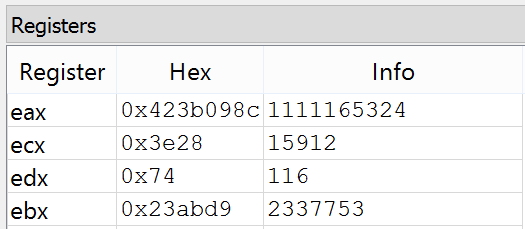 Registers
Register Hex Info
eax 0x423b098c 1111165324
ecx 0x3e28 15912
edx 0x74 116
ebx 0x23abd9 2337753